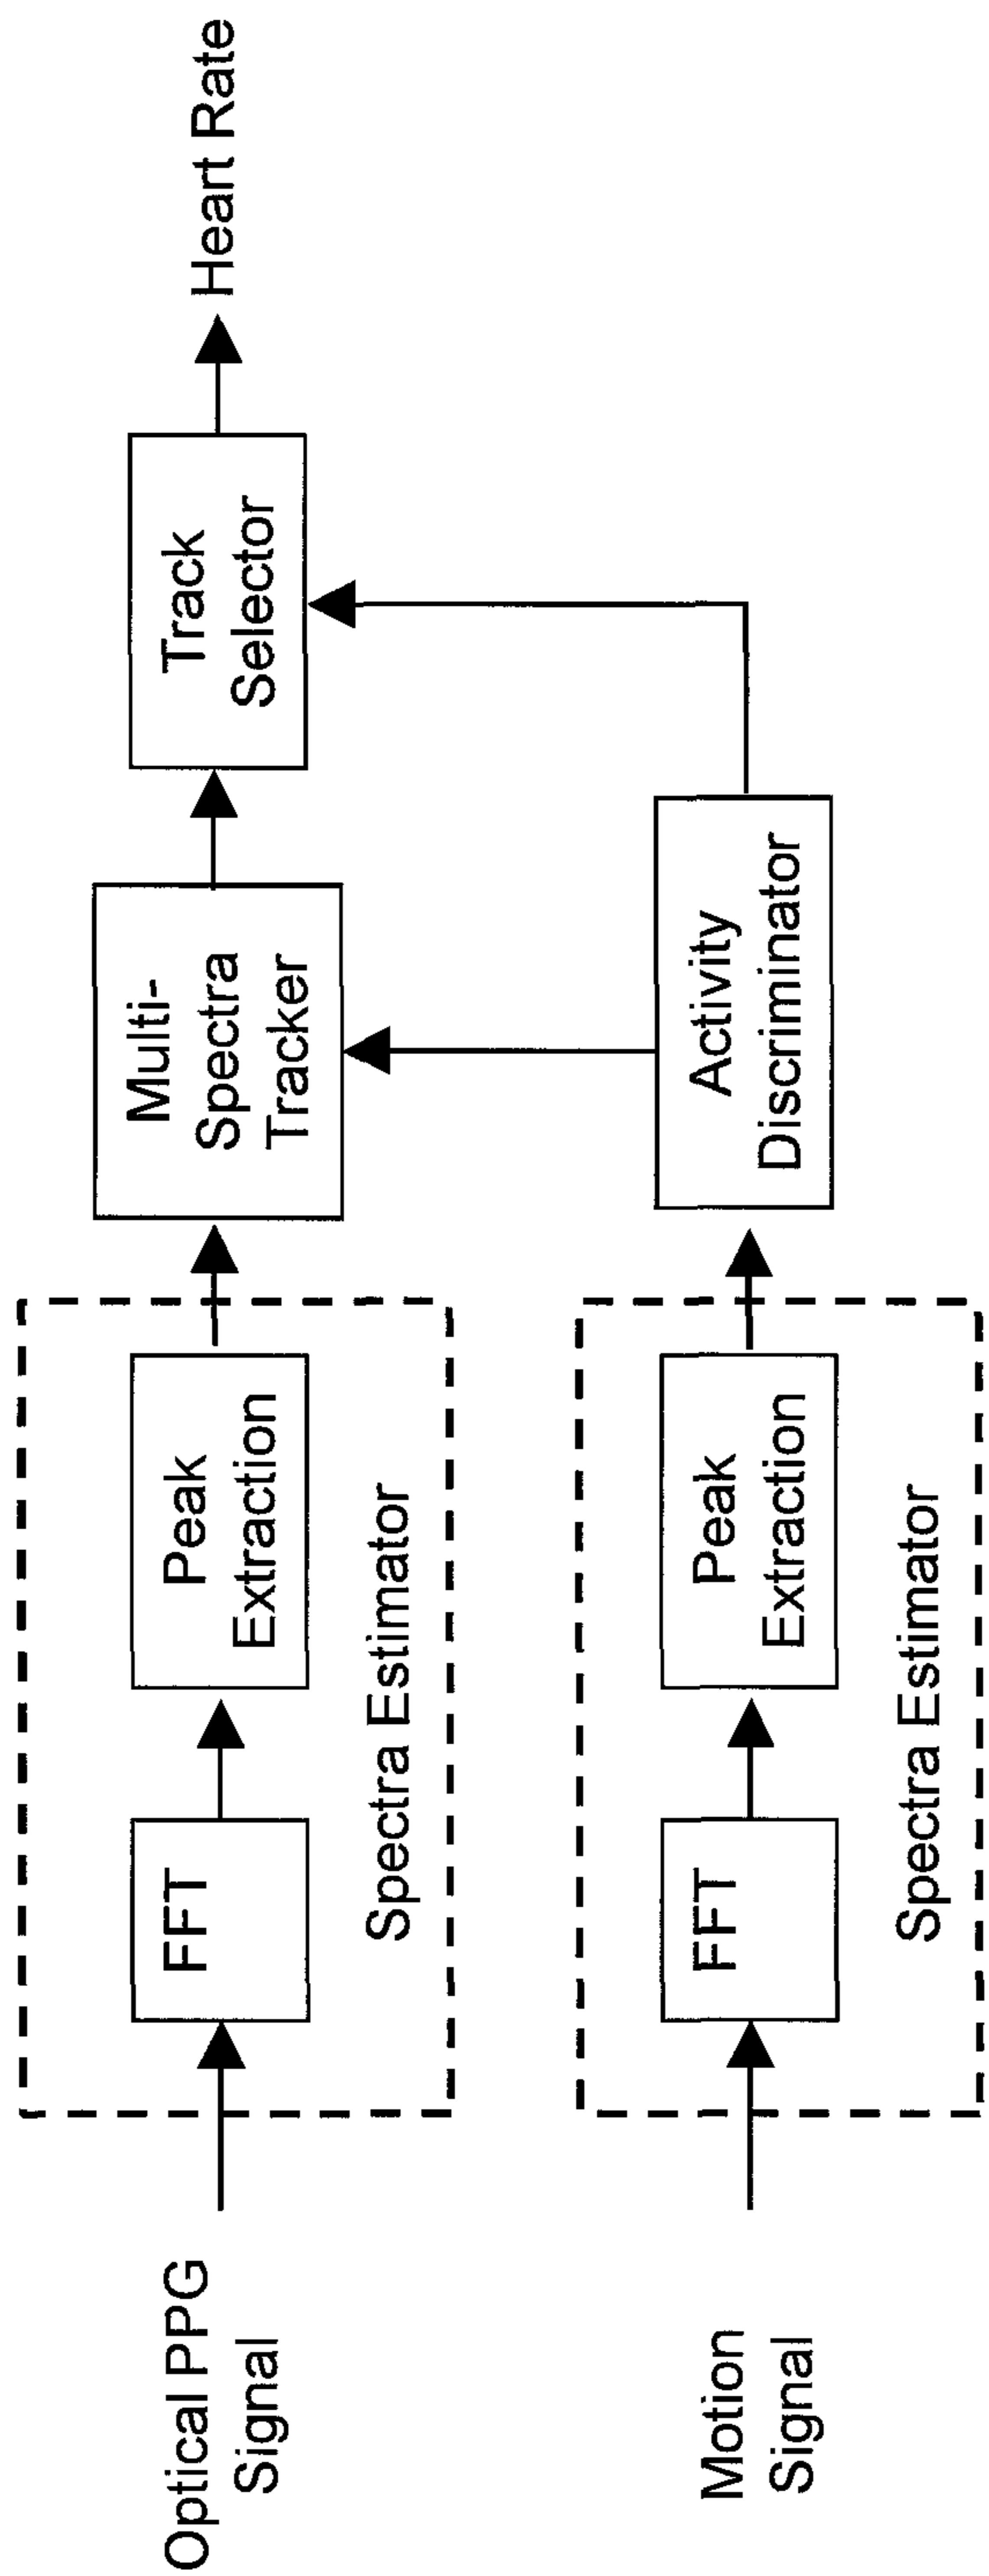 Optical PPG
Signal
FFT
Peak
Extraction
Spectra Estimator
Multi-
Spectra
Tracker
Track
Selector
Heart Rate
Motion
Signal
FFT
Peak
Extraction
Spectra Estimator
Activity
Discriminator